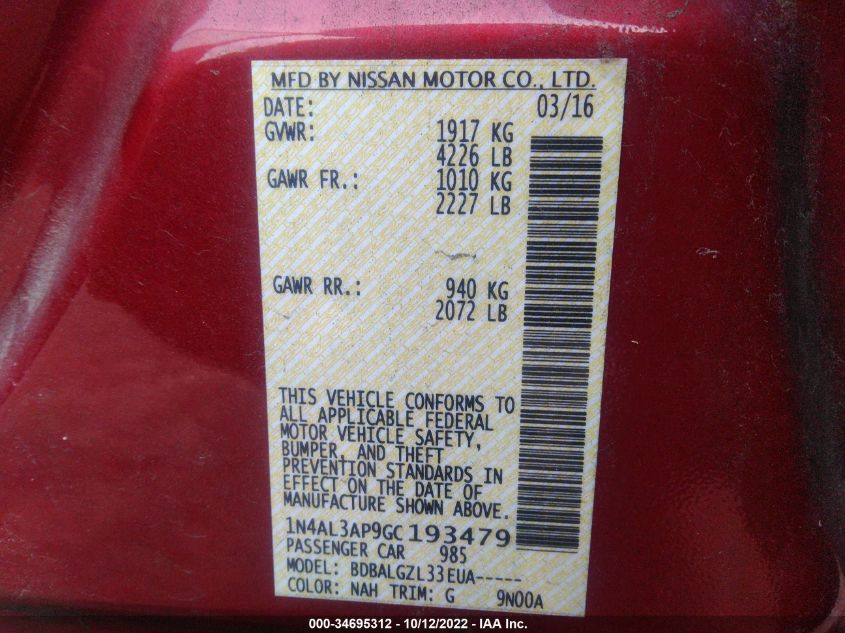 MFD BY NISSAN MOTOR CO., LTD.
DATE: 03/16
GVWR: 1917 KG
4226 LB
GAWR FR.: 1010 KG
2227 LB
GAWR RR.: 940 KG
2072 LB
THIS VEHICLE CONFORMS TO
ALL APPLICABLE FEDERAL
MOTOR VEHICLE SAFETY,
BUMPER, AND THEFT
PREVENTION STANDARDS IN
EFFECT ON THE DATE OF
MANUFACTURE SHOWN ABOVE.
1N4AL3AP9GC193479
PASSENGER CAR 985
MODEL: BDBALGZL33EUA-----
COLOR: NAH TRIM: G 9N00A
000-34695312 - 10/12/2022 - IAA Inc.